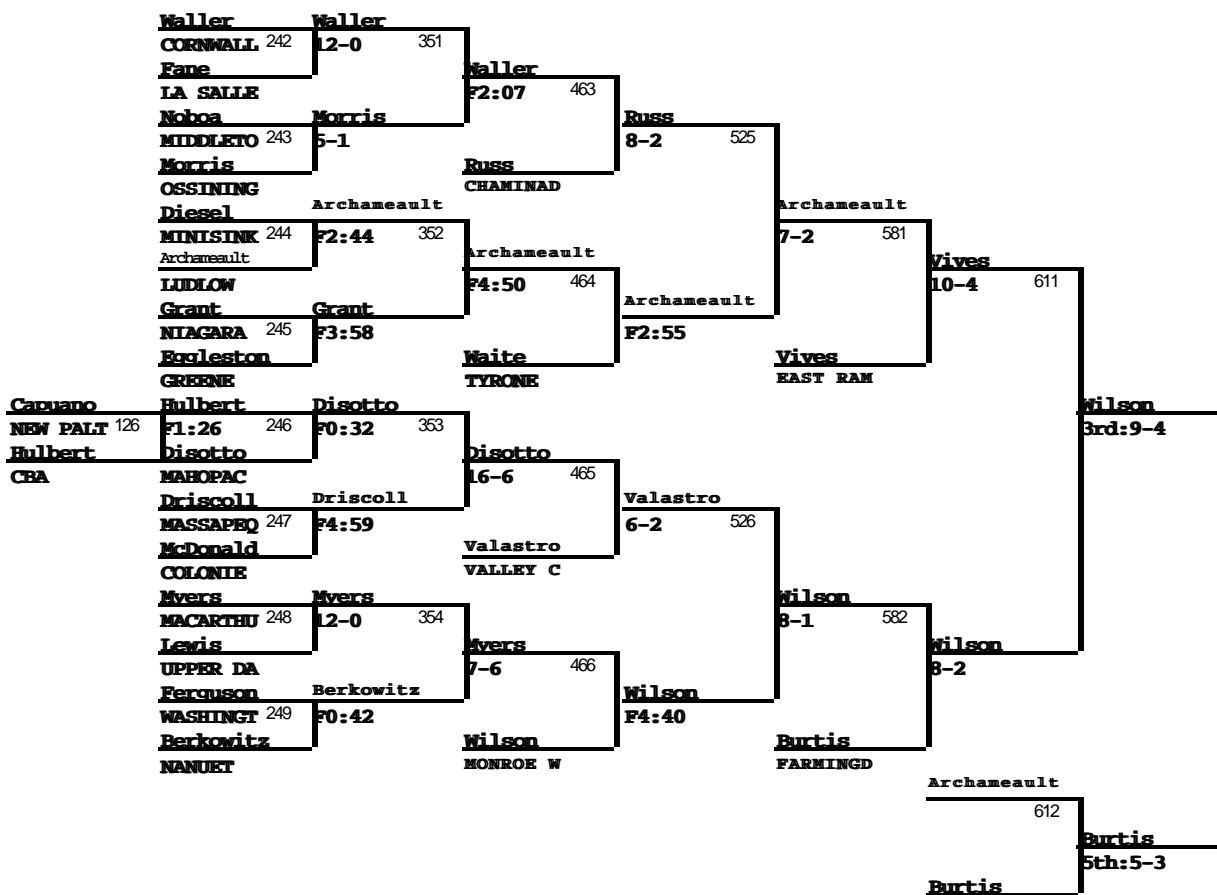 Waller Waller
CORNWALL 242 12-0 351
Fane Waller
LA SALLE F2:07 463
Noboa Morris Russ
MIDDLETO 243 5-1 8-2 525
Morris Russ
OSSINING CHAMINAD
Diesel Archameault Archameault
MINISINK 244 F2:44 352 7-2 581
Archameault Archameault Vives
LUDLOW F4:50 464 10-4 611
Grant Grant Archameault
NIAGARA 245 F3:58 F2:55
Eggleston Waite Vives
GREENE TYRONE EAST RAM
Capuano Hulbert Disotto Wilson
NEW PALT 126 F1:26 246 F0:32 353 3rd:9-4
Hulbert Disotto Disotto
CBA MAHOPAC 16-6 465
Driscoll Driscoll Valastro
MASSAPEQ 247 F4:59 6-2 526
McDonald Valastro
COLONIE VALLEY C
Myers Myers Wilson
MACARTHU 248 12-0 354 8-1 582
Lewis Myers Wilson
UPPER DA 7-6 466 8-2
Ferguson Berkowitz Wilson
WASHINGT 249 F0:42 F4:40
Berkowitz Wilson Burtis
NANUET MONROE W FARMINGD
Archameault
612
Burtis
5th:5-3
Burtis